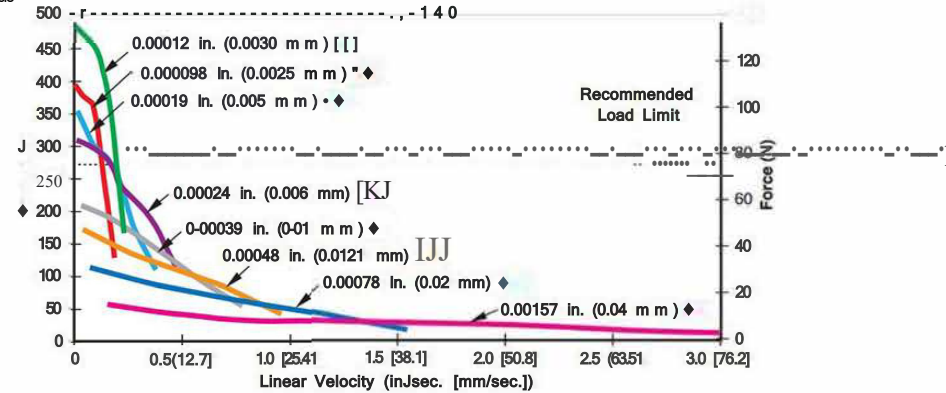 500
140
450
0.00012 in. (0.0030 m m ) [ [ ]
120
400
0.000098 In. (0.0025 m m ) " ♦
0.00019 In. (0.005 m m ) • ♦
Recommended
100
350
Load Limit
J
300
80
Force (N)
250
0.00024 in. (0.006 mm) [KJ
♦
200
60
0-00039 in. (0·01 m m ) ♦
150
0.00048 in. (0.0121 mm) IJJ
40
100
0.00078 In. (0.02 mm) ♦
20
50
0.00157 in. (0.04 m m ) ♦
0
0
0 0.5(12.7] 1.0 [25.41 1.5 [38.1] 2.0 [50.8] 2.5 (63.51 3.0 [76.2]
Linear Velocity (inJsec. [mm/sec.])